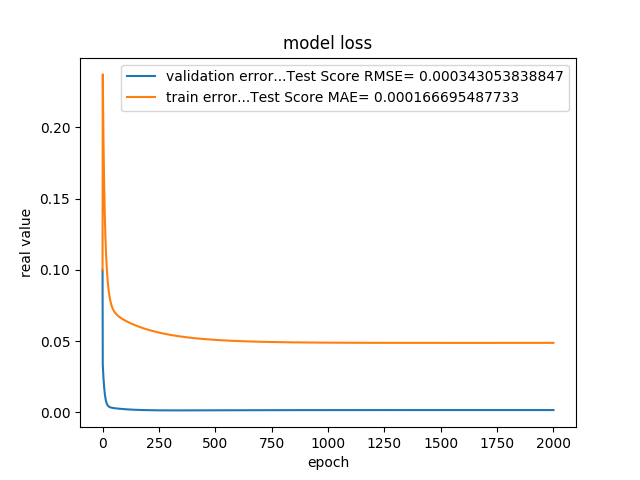 model loss
validation error...Test Score RMSE= 0.000343053838847
train error...Test Score MAE= 0.000166695487733
real value
0.20
0.15
0.10
0.05
0.00
0
250
500
750
1000
1250
1500
1750
2000
epoch